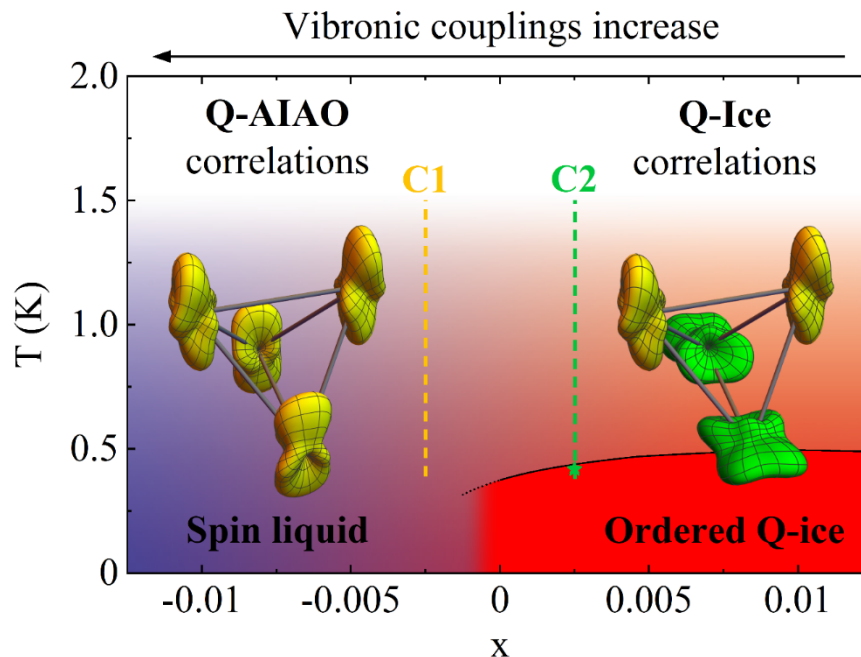 Vibronic couplings increase
2.0
Q-AIAO
correlations
Q-Ice
correlations
C1
C2
1.5
T (K)
1.0
0.5
Spin liquid
Ordered Q-ice
0
-0.01
-0.005
0
0.005
0.01
x